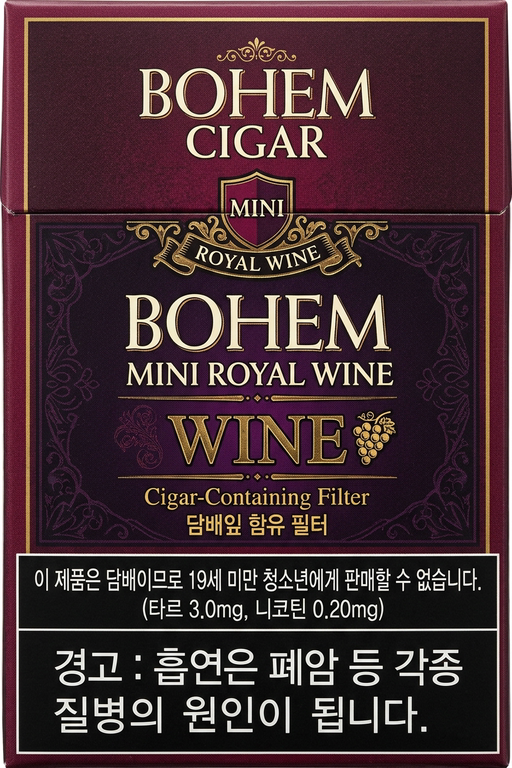 BOHEM
CIGAR
MINI
ROYAL WINE
BOHEM
MINI ROYAL WINE
WINE
Cigar-Containing Filter
담배잎 함유 필터
이 제품은 담배이므로 19세 미만 청소년에게 판매할 수 없습니다.
(타르 3.0mg, 니코틴 0.20mg)
경고 : 흡연은 폐암 등 각종
질병의 원인이 됩니다.